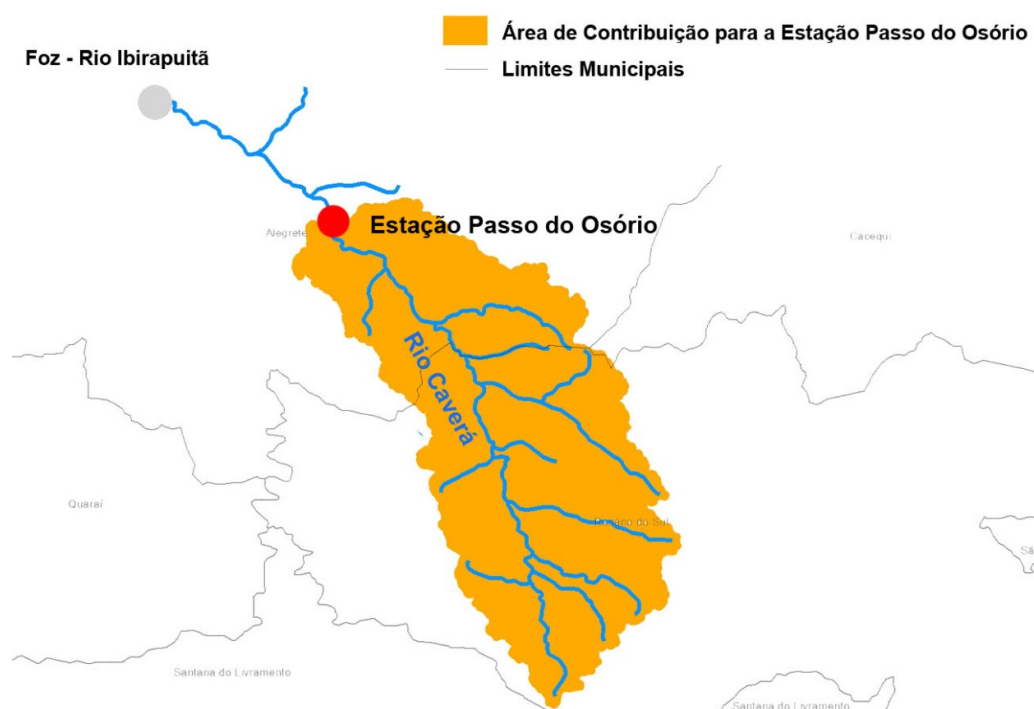 Área de Contribuição para a Estação Passo do Osório
Foz - Rio Ibirapuitã
Limites Municipais
Estação Passo do Osório
Alegrete
Cacequi
Rio Caverá
Quaraí
Rosário do Sul
Sã
Santana do Livramento
Santana do Livramento